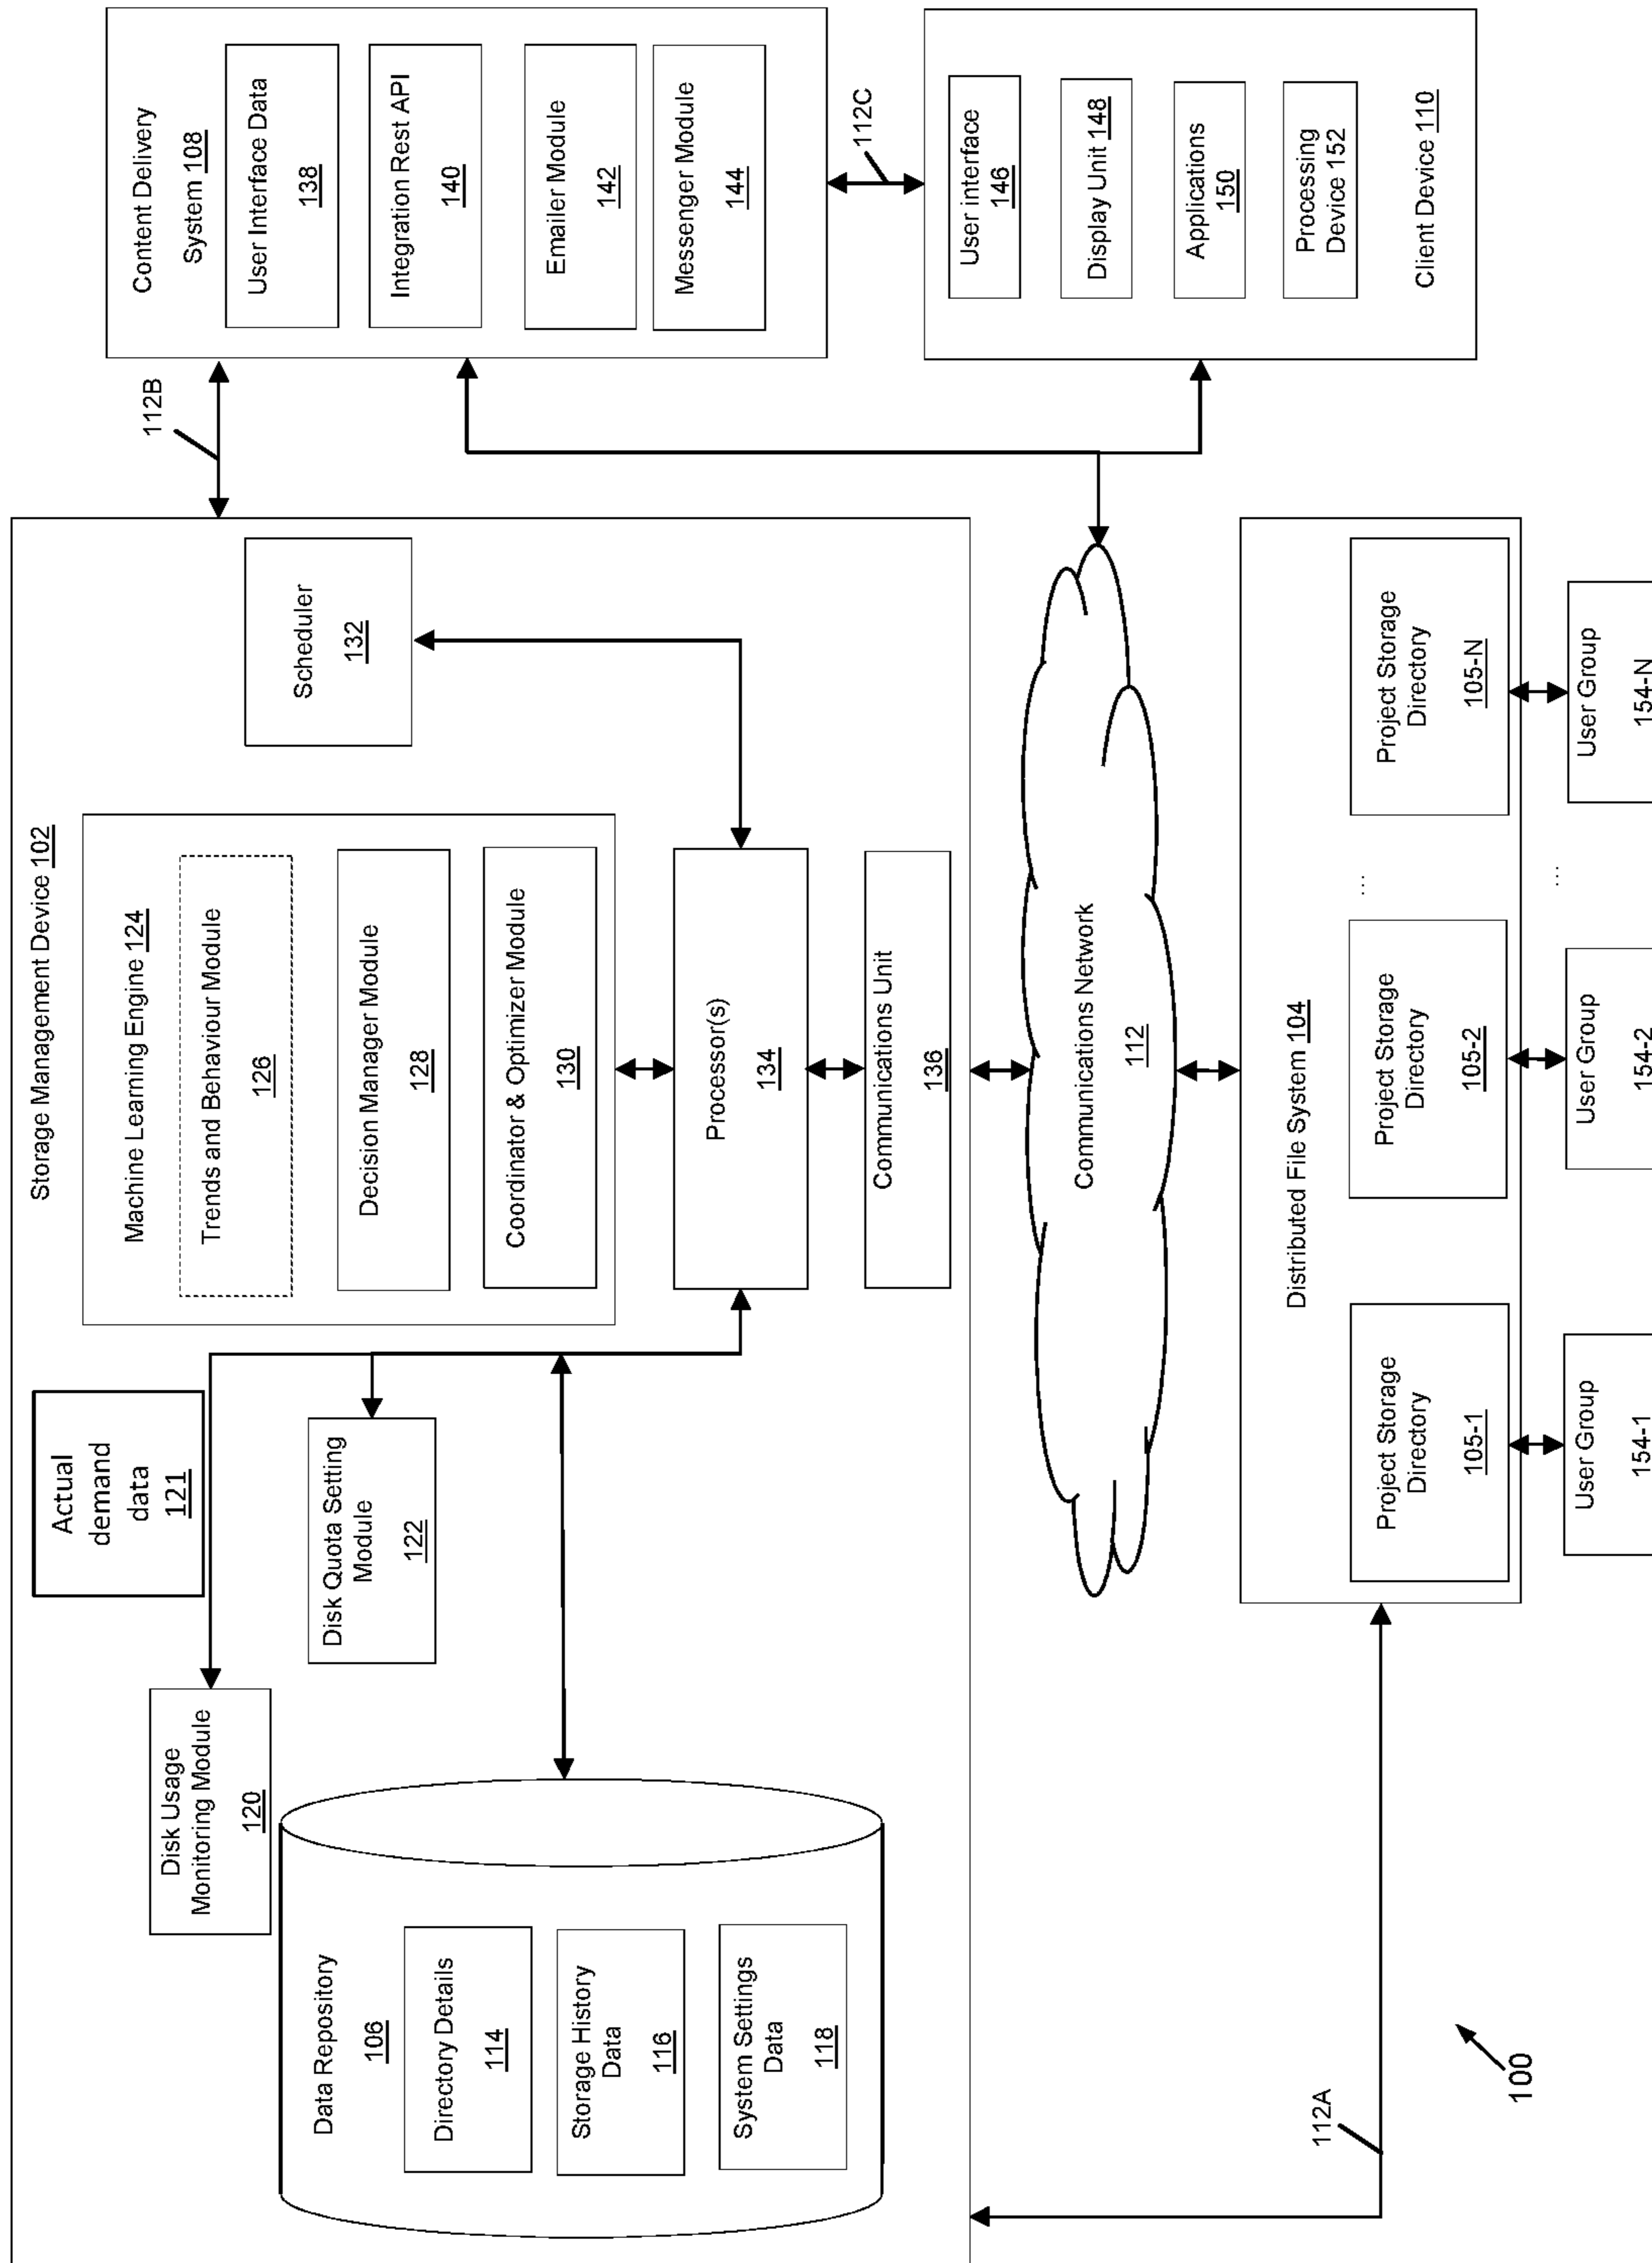 Storage Management Device 102
Actual
demand
data
121
Disk Usage
Monitoring Module
120
Disk Quota Setting
Module
122
Data Repository
106
Directory Details
114
Storage History
Data
116
System Settings
Data
118
Machine Learning Engine 124
Trends and Behaviour Module
126
Decision Manager Module
128
Coordinator & Optimizer Module
130
Scheduler
132
Processor(s)
134
Communications Unit
136
112B
Content Delivery
System 108
User Interface Data
138
Integration Rest API
140
Emailer Module
142
Messenger Module
144
112C
User interface
146
Display Unit 148
Applications
150
Processing
Device 152
Client Device 110
Communications Network
112
112A
Distributed File System 104
Project Storage
Directory
105-1
Project Storage
Directory
105-2
...
Project Storage
Directory
105-N
User Group
154-1
User Group
154-2
...
User Group
154-N
100